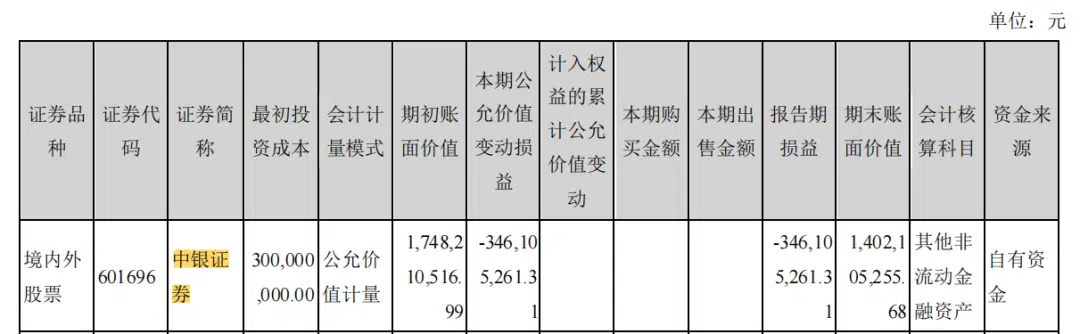 单位：元
证券品种
证券代码
证券简称
最初投资成本
会计计量模式
期初账面价值
本期公允价值变动损益
计入权益的累计公允价值变动
本期购买金额
本期出售金额
报告期损益
期末账面价值
会计核算科目
资金来源
境内外股票
601696
中银证券
300,000,000.00
公允价值计量
1,748,210,516.99
-346,105,261.31
-346,105,261.31
1,402,105,255.68
其他非流动金融资产
自有资金